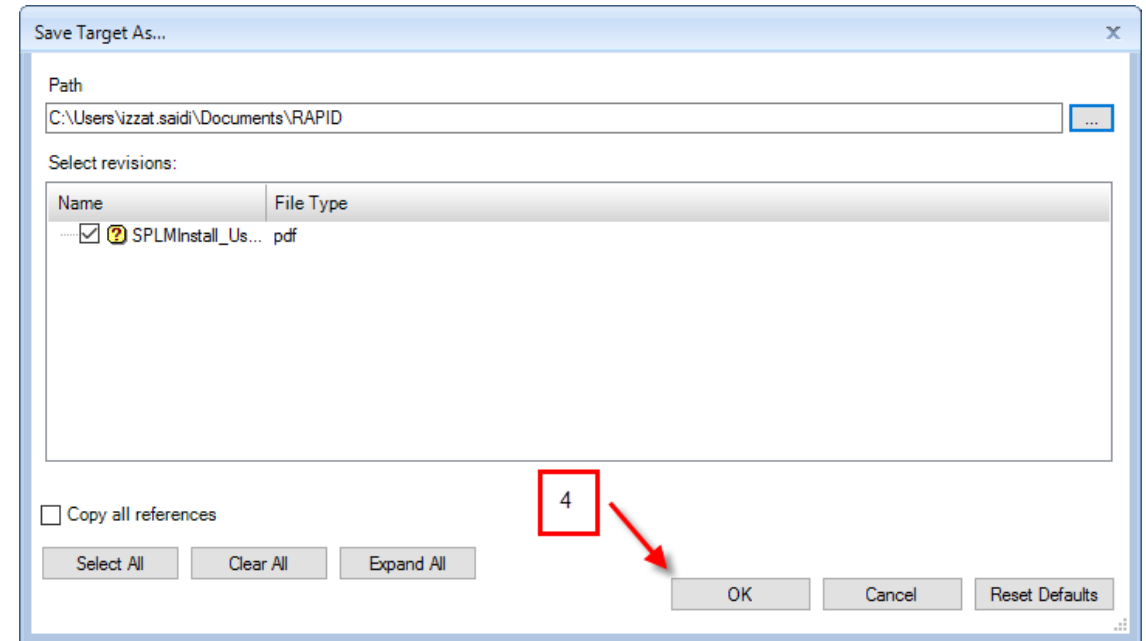 Save Target As...
x
Path
C:\Users\izzat.saidi\Documents\RAPID
...
Select revisions:
Name File Type
SPLMInstall_Us... pdf
4
Copy all references
Select All Clear All Expand All
OK Cancel Reset Defaults